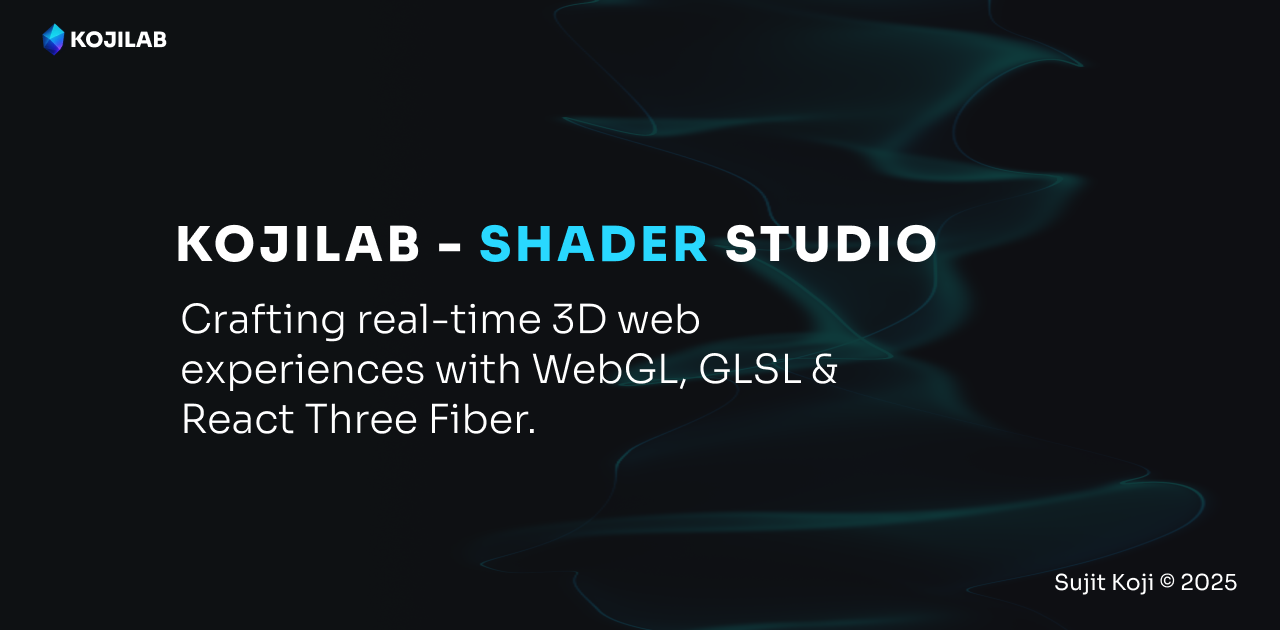 KOJILAB
KOJILAB - SHADER STUDIO
Crafting real-time 3D web
experiences with WebGL, GLSL &
React Three Fiber.
Sujit Koji © 2025